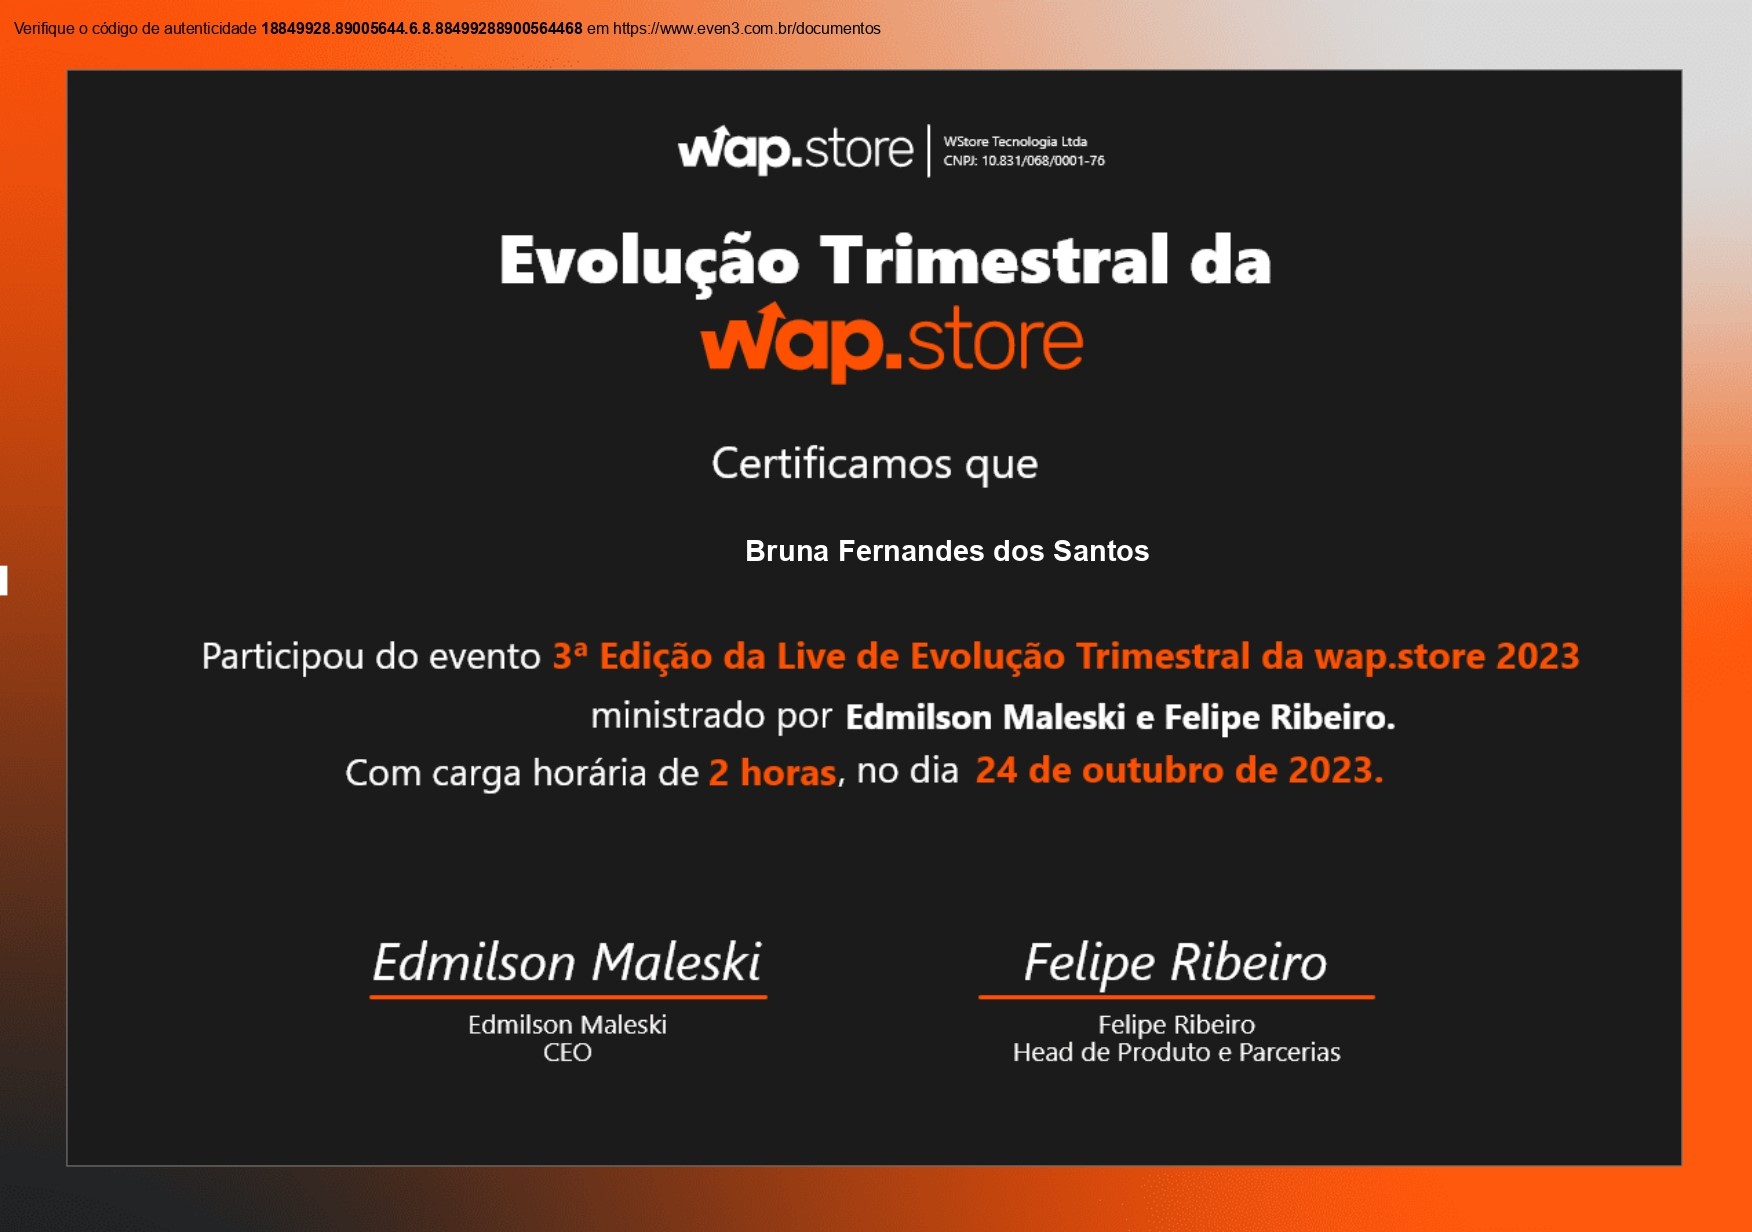 Verifique o código de autenticidade 18849928.89005644.6.8.88499288900564468 em https://www.even3.com.br/documentos
wap.store
WStore Tecnologia Ltda
CNPJ: 10.831/068/0001-76
Evolução Trimestral da
wap.store
Certificamos que
Bruna Fernandes dos Santos
Participou do evento 3ª Edição da Live de Evolução Trimestral da wap.store 2023
ministrado por Edmilson Maleski e Felipe Ribeiro.
Com carga horária de 2 horas, no dia 24 de outubro de 2023.
Edmilson Maleski
Edmilson Maleski
CEO
Felipe Ribeiro
Felipe Ribeiro
Head de Produto e Parcerias